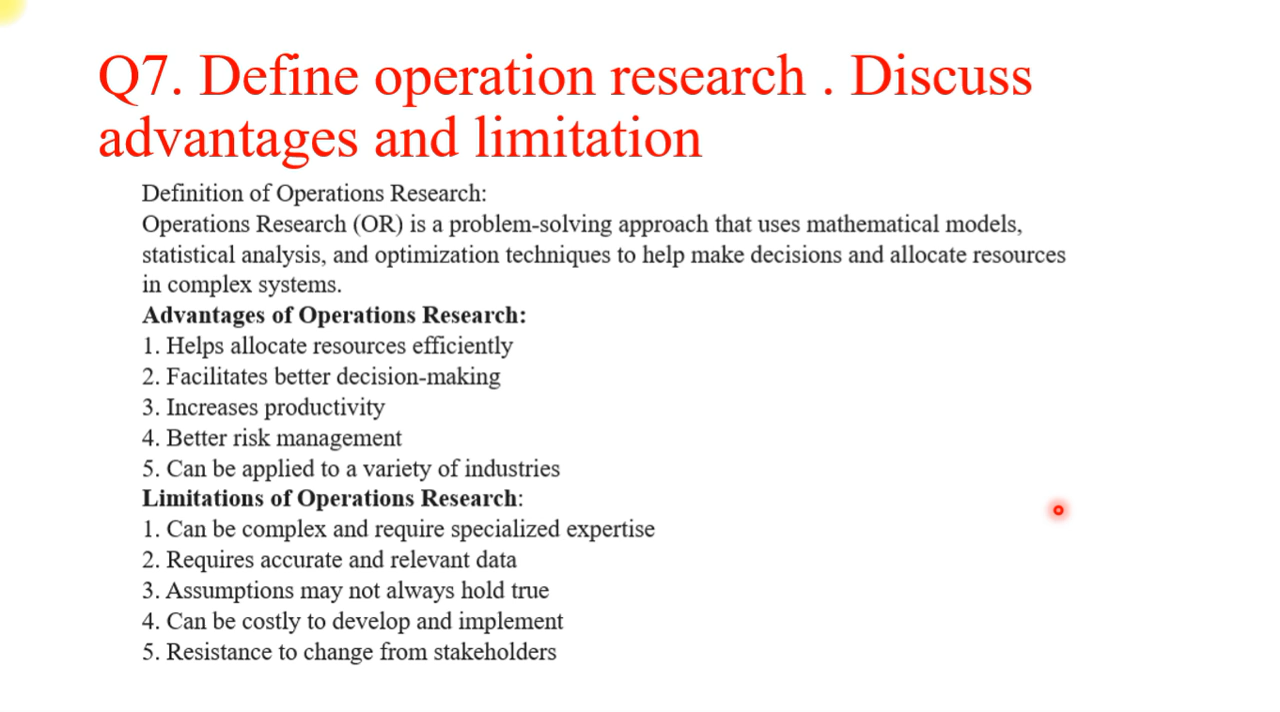 Q7. Define operation research . Discuss
advantages and limitation
Definition of Operations Research:
Operations Research (OR) is a problem-solving approach that uses mathematical models,
statistical analysis, and optimization techniques to help make decisions and allocate resources
in complex systems.
Advantages of Operations Research:
1. Helps allocate resources efficiently
2. Facilitates better decision-making
3. Increases productivity
4. Better risk management
5. Can be applied to a variety of industries
Limitations of Operations Research:
1. Can be complex and require specialized expertise
2. Requires accurate and relevant data
3. Assumptions may not always hold true
4. Can be costly to develop and implement
5. Resistance to change from stakeholders